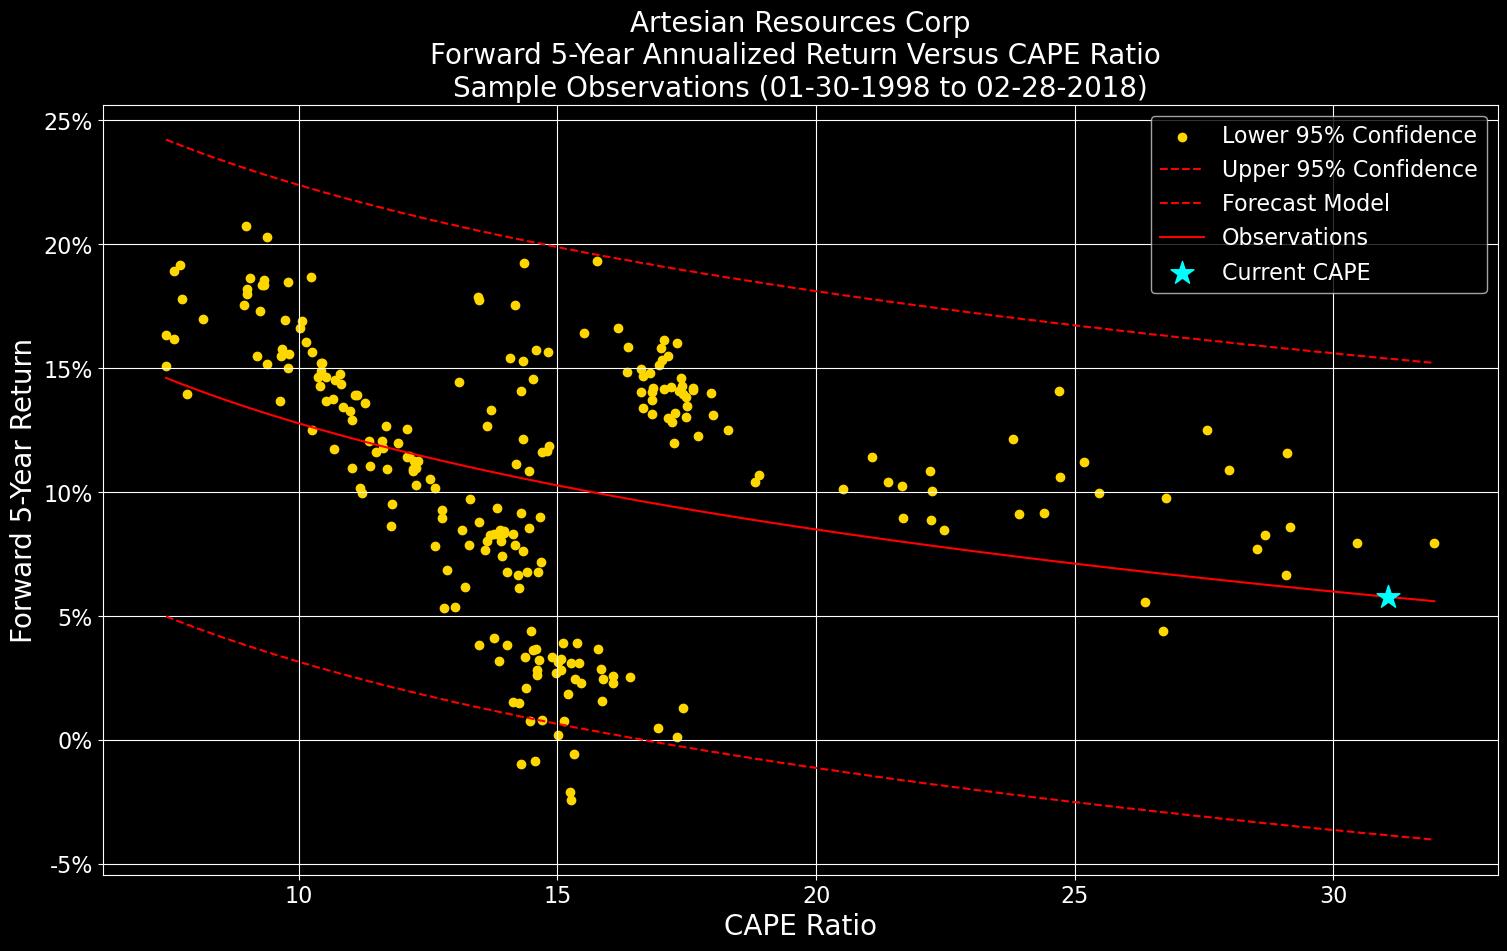 Artesian Resources Corp
Forward 5-Year Annualized Return Versus CAPE Ratio
Sample Observations (01-30-1998 to 02-28-2018)
Lower 95% Confidence
Upper 95% Confidence
Forecast Model
Observations
Current CAPE
Forward 5-Year Return
25%
20%
15%
10%
5%
0%
-5%
10 15 20 25 30
CAPE Ratio